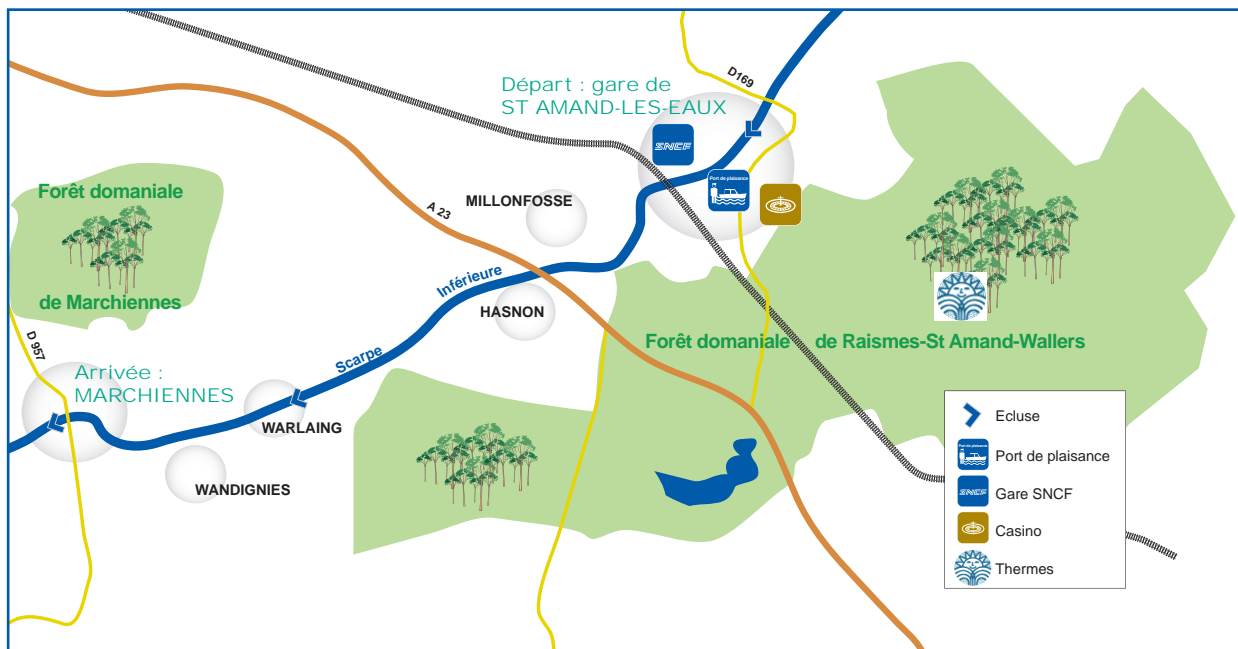 Départ : gare de
ST AMAND-LES-EAUX
D169
SNCF
Port de plaisance
Forêt domaniale
de Marchiennes
MILLONFOSSE
A 23
Inférieure
HASNON
Scarpe
Forêt domaniale de Raismes-St Amand-Wallers
D 957
Arrivée :
MARCHIENNES
WARLAING
WANDIGNIES
Ecluse
Port de plaisance
Port de plaisance
SNCF
Gare SNCF
Casino
Thermes